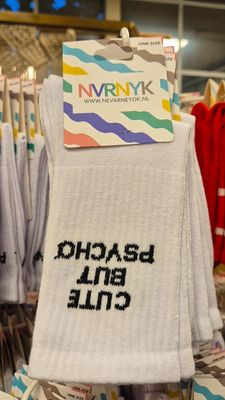 ONE SIZE
NVRNYK
WWW.NEVARNEYOK.NL
CUTE
BUT
PSYCHO